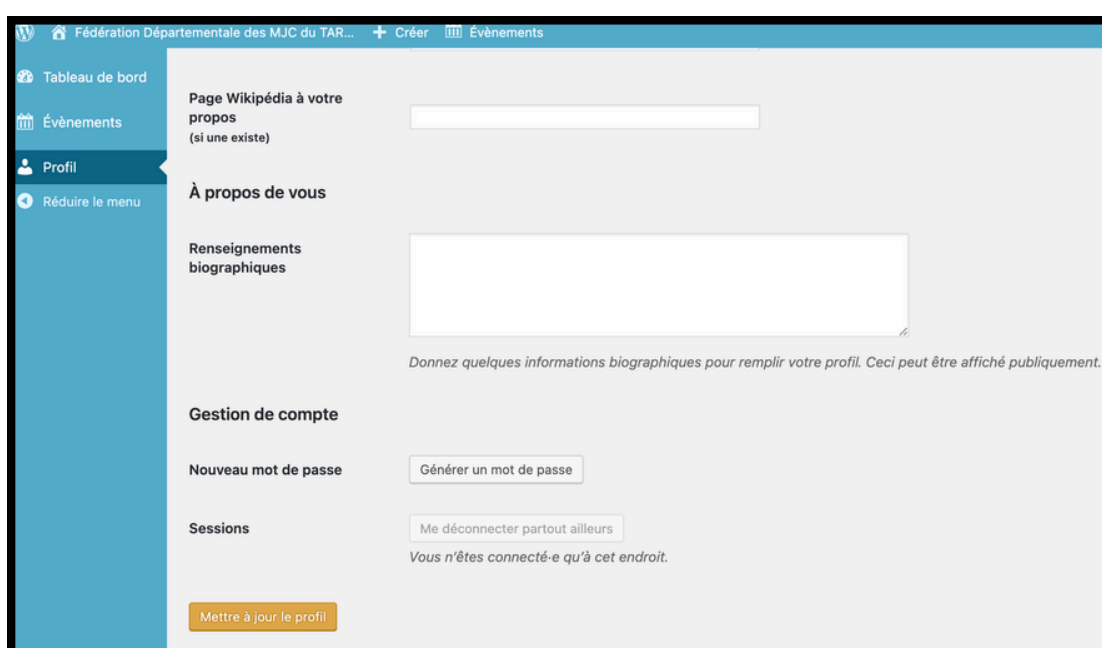 Fédération Départementale des MJC du TAR... + Créer Évènements
Tableau de bord
Évènements
Profil
Réduire le menu
Page Wikipédia à votre
propos
(si une existe)
À propos de vous
Renseignements
biographiques
Donnez quelques informations biographiques pour remplir votre profil. Ceci peut être affiché publiquement.
Gestion de compte
Nouveau mot de passe
Générer un mot de passe
Sessions
Me déconnecter partout ailleurs
Vous n'êtes connecté·e qu'à cet endroit.
Mettre à jour le profil